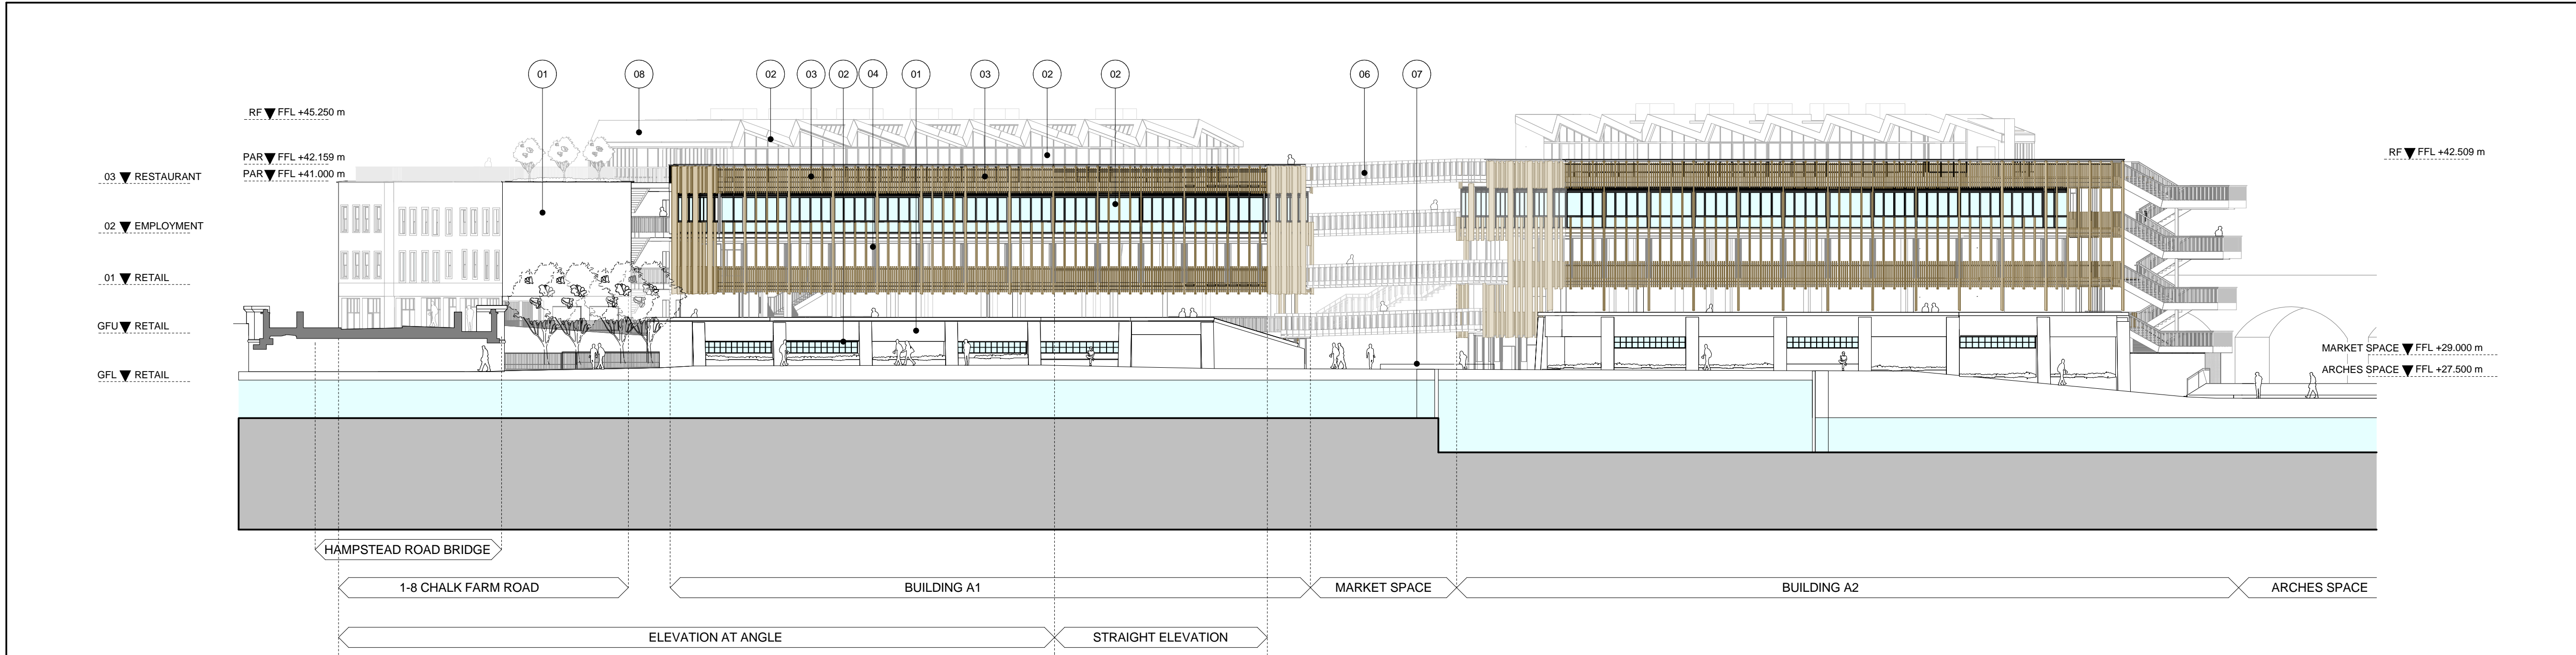 01 08 02 03 02 04 01 03 02 02 06 07
RF FFL +45.250 m
PAR FFL +42.159 m
RF FFL +42.509 m
PAR FFL +41.000 m
03 RESTAURANT
02 EMPLOYMENT
01 RETAIL
GFU RETAIL
MARKET SPACE FFL +29.000 m
ARCHES SPACE FFL +27.500 m
GFL RETAIL
HAMPSTEAD ROAD BRIDGE
1-8 CHALK FARM ROAD BUILDING A1 MARKET SPACE BUILDING A2 ARCHES SPACE
ELEVATION AT ANGLE STRAIGHT ELEVATION